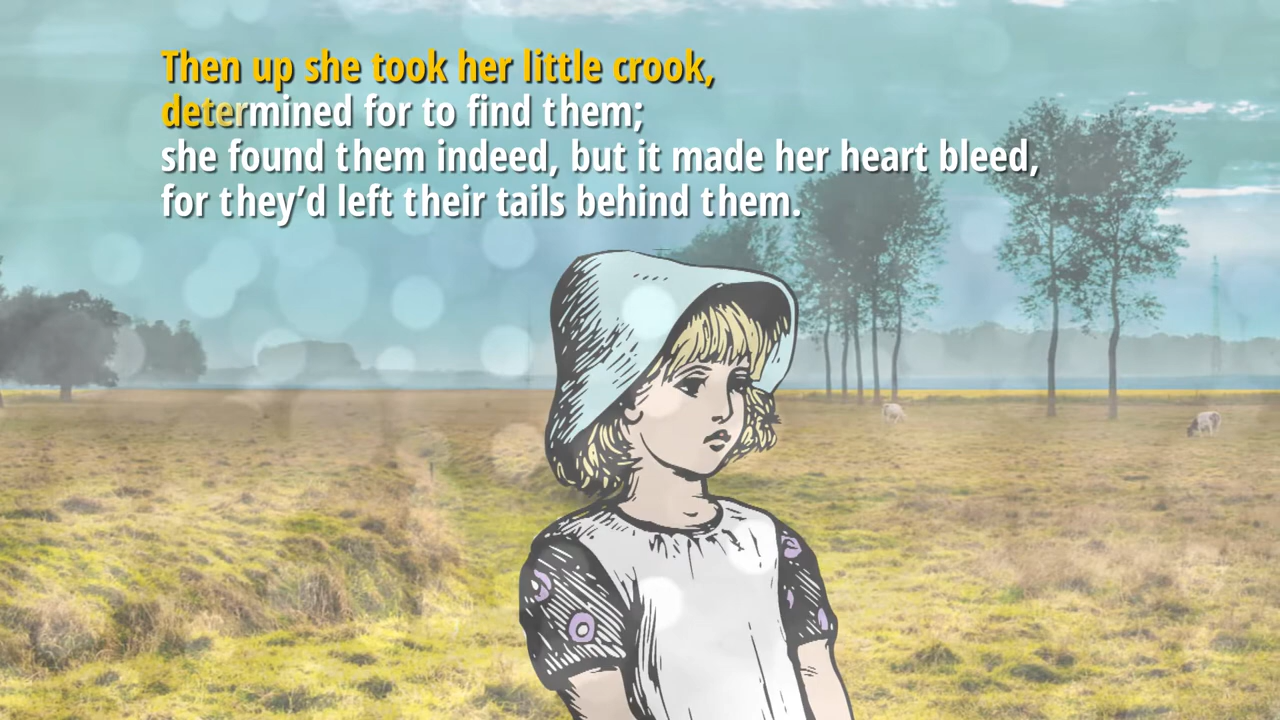 Then up she took her little crook,
determined for to find them;
she found them indeed, but it made her heart bleed,
for they’d left their tails behind them.